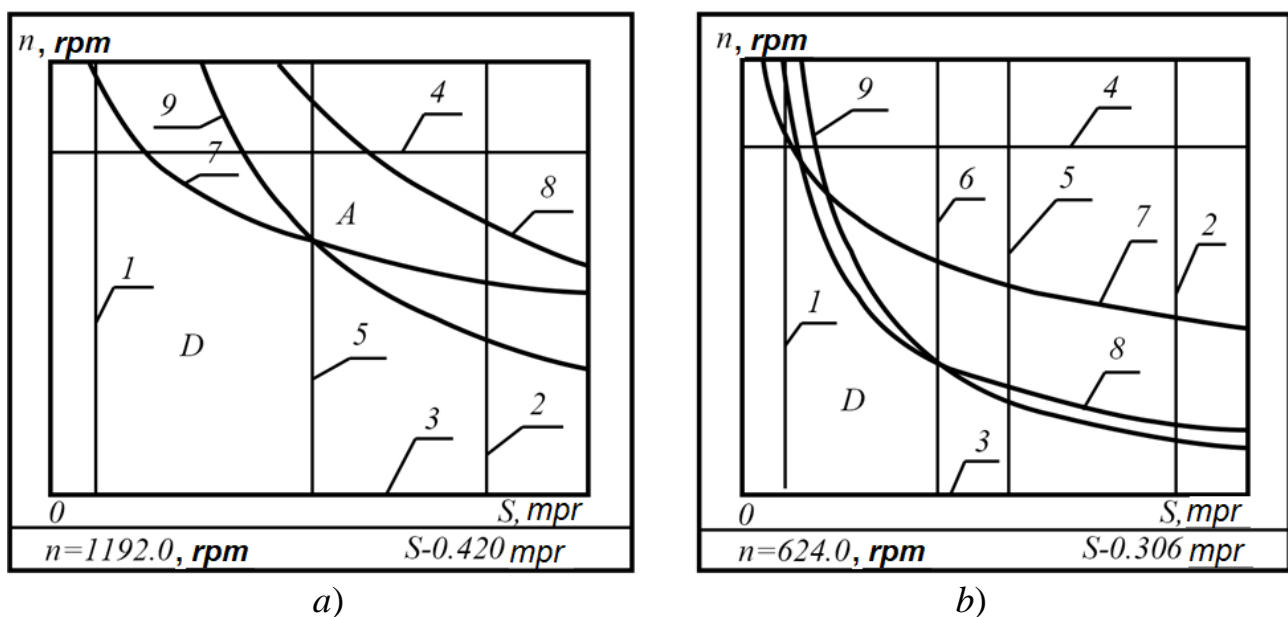 n, rpm
9
4
7
A
8
1
D
5
2
3
0
S, mpr
n=1192.0, rpm
S-0.420 mpr
a)
n, rpm
9
4
6
5
7
2
1
8
D
3
0
S, mpr
n=624.0, rpm
S-0.306 mpr
b)